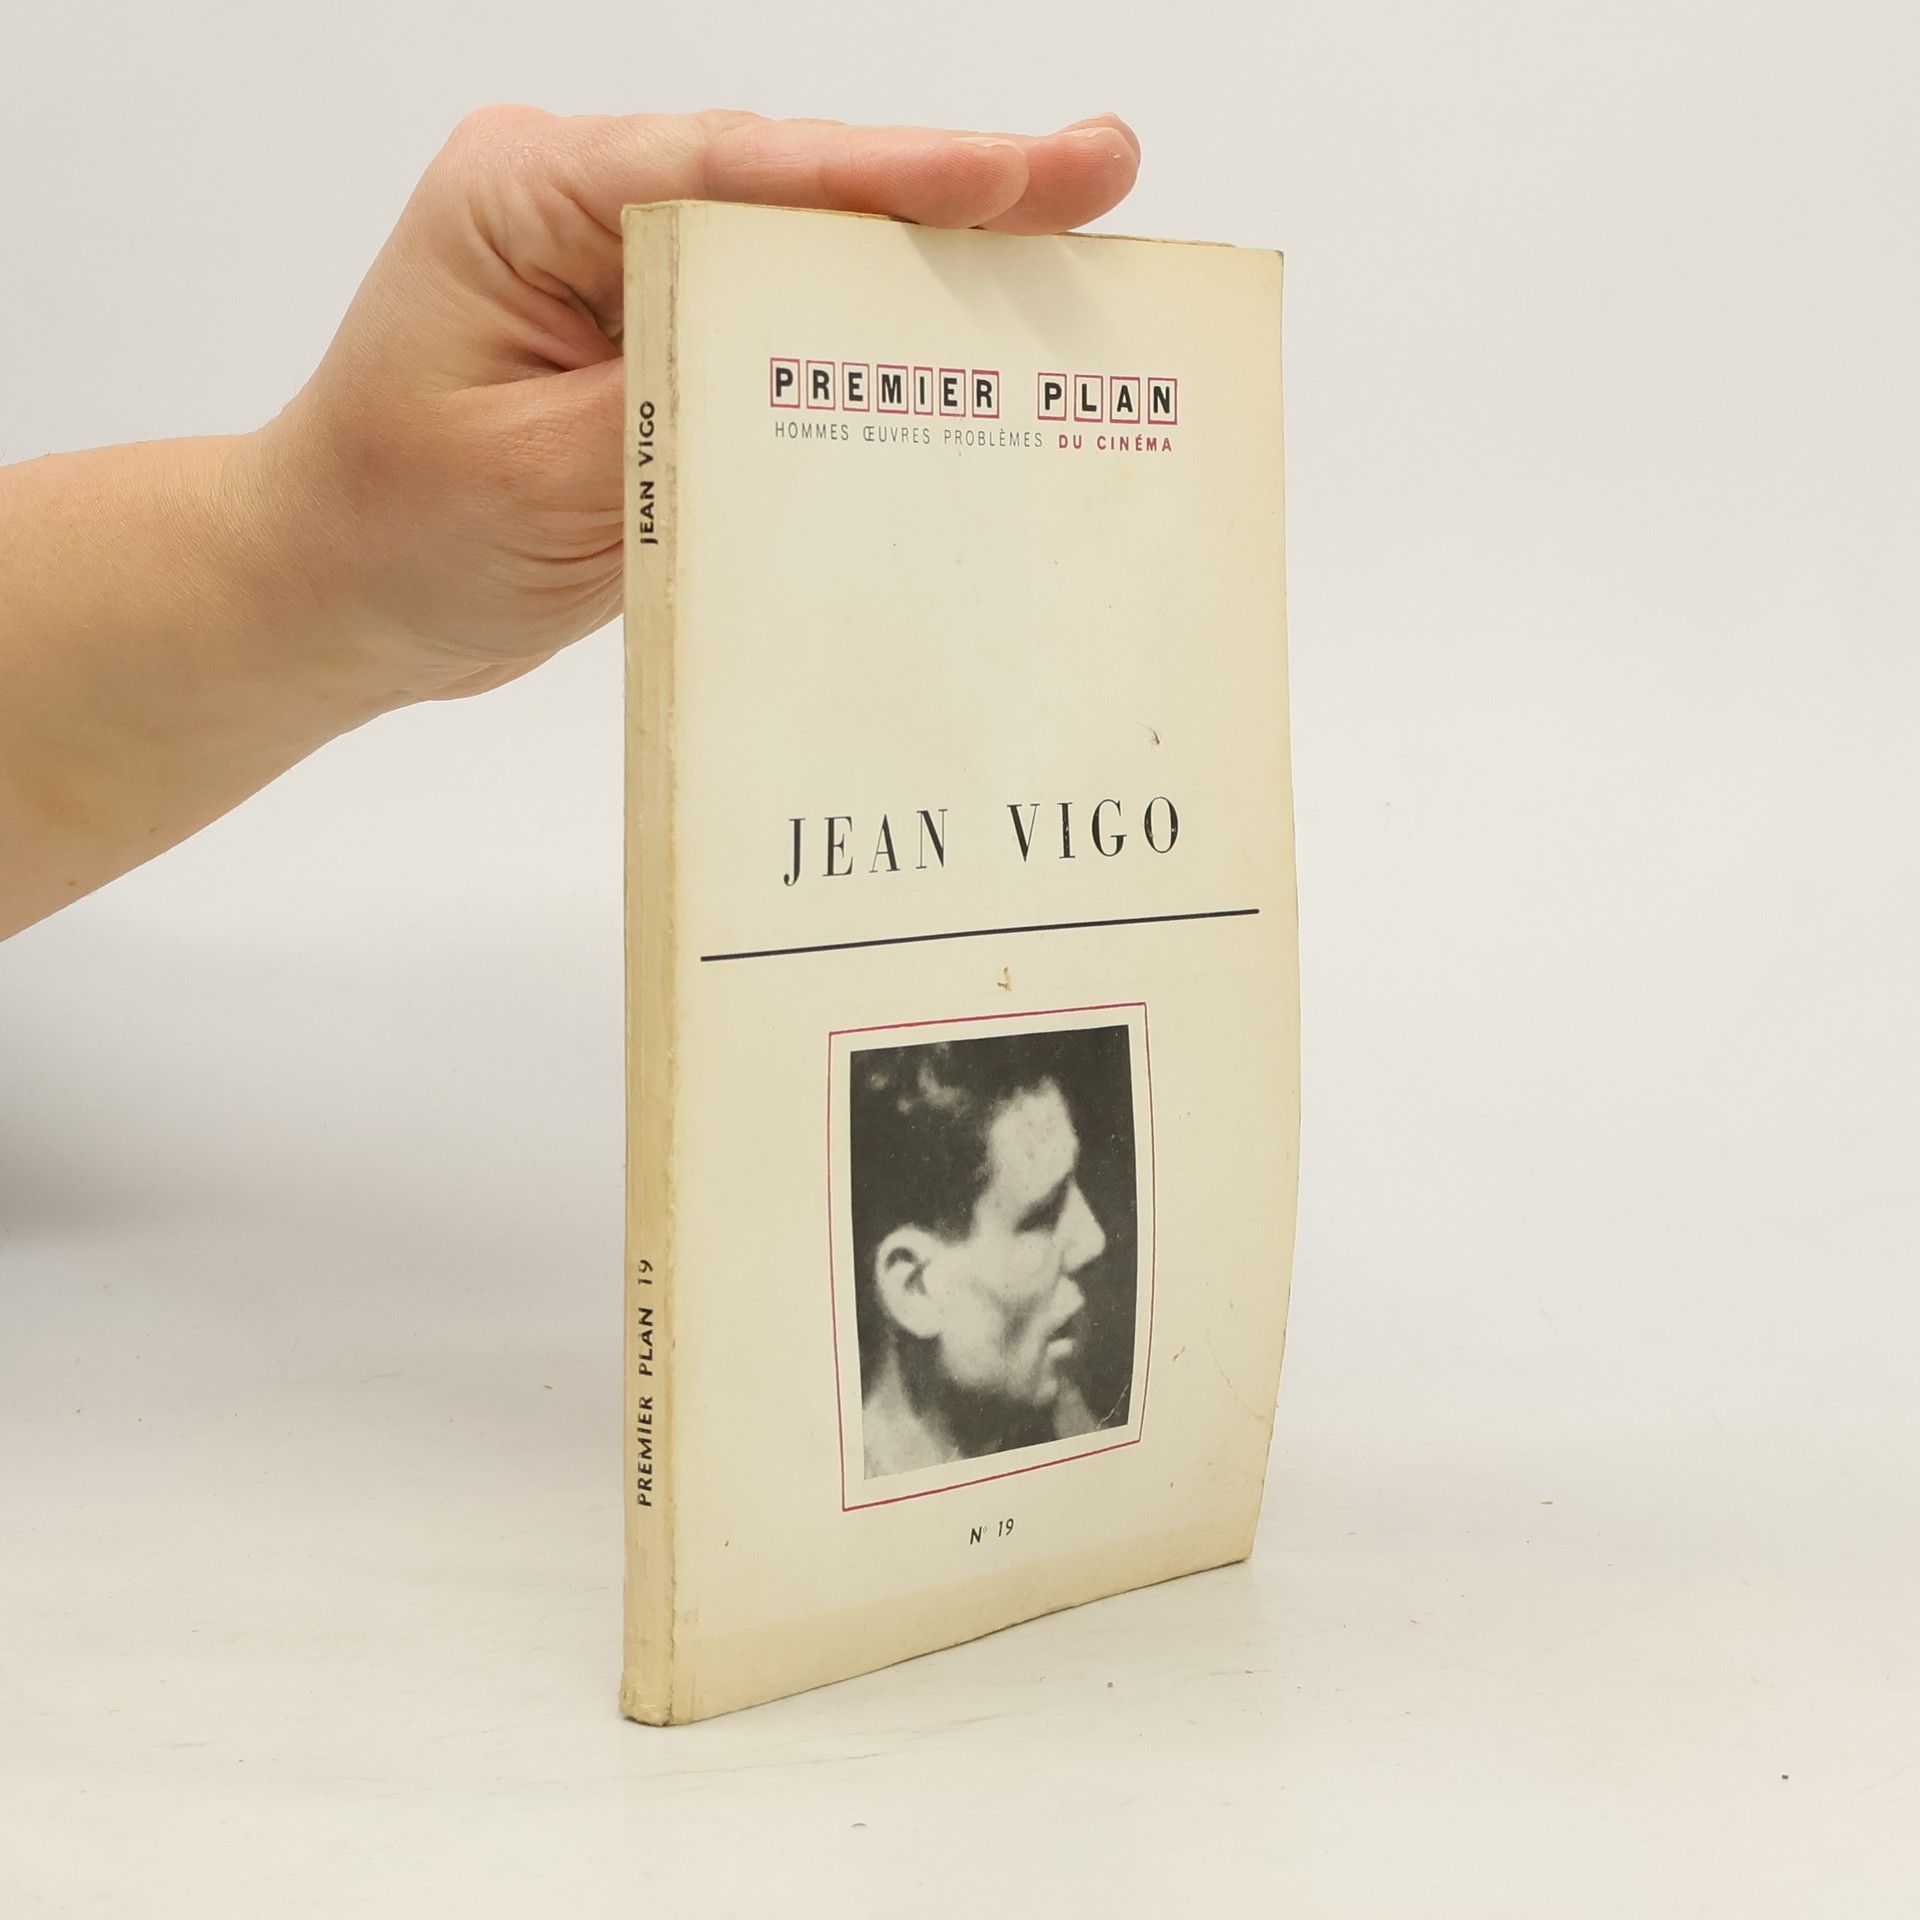 PREMIER PLAN
HOMMES ŒUVRES PROBLÈMES DU CINÉMA
JEAN VIGO
N° 19
JEAN VIGO
PREMIER PLAN 19